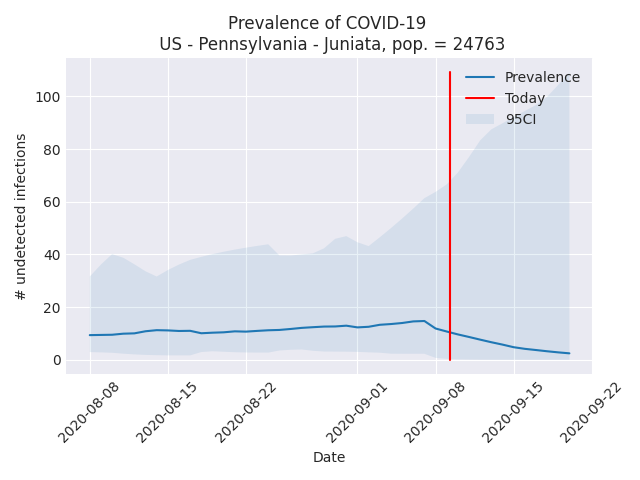 Prevalence of COVID-19
US - Pennsylvania - Juniata, pop. = 24763
Prevalence
Today
95CI
# undetected infections
100
80
60
40
20
0
2020-08-08
2020-08-15
2020-08-22
2020-09-01
2020-09-08
2020-09-15
2020-09-22
Date